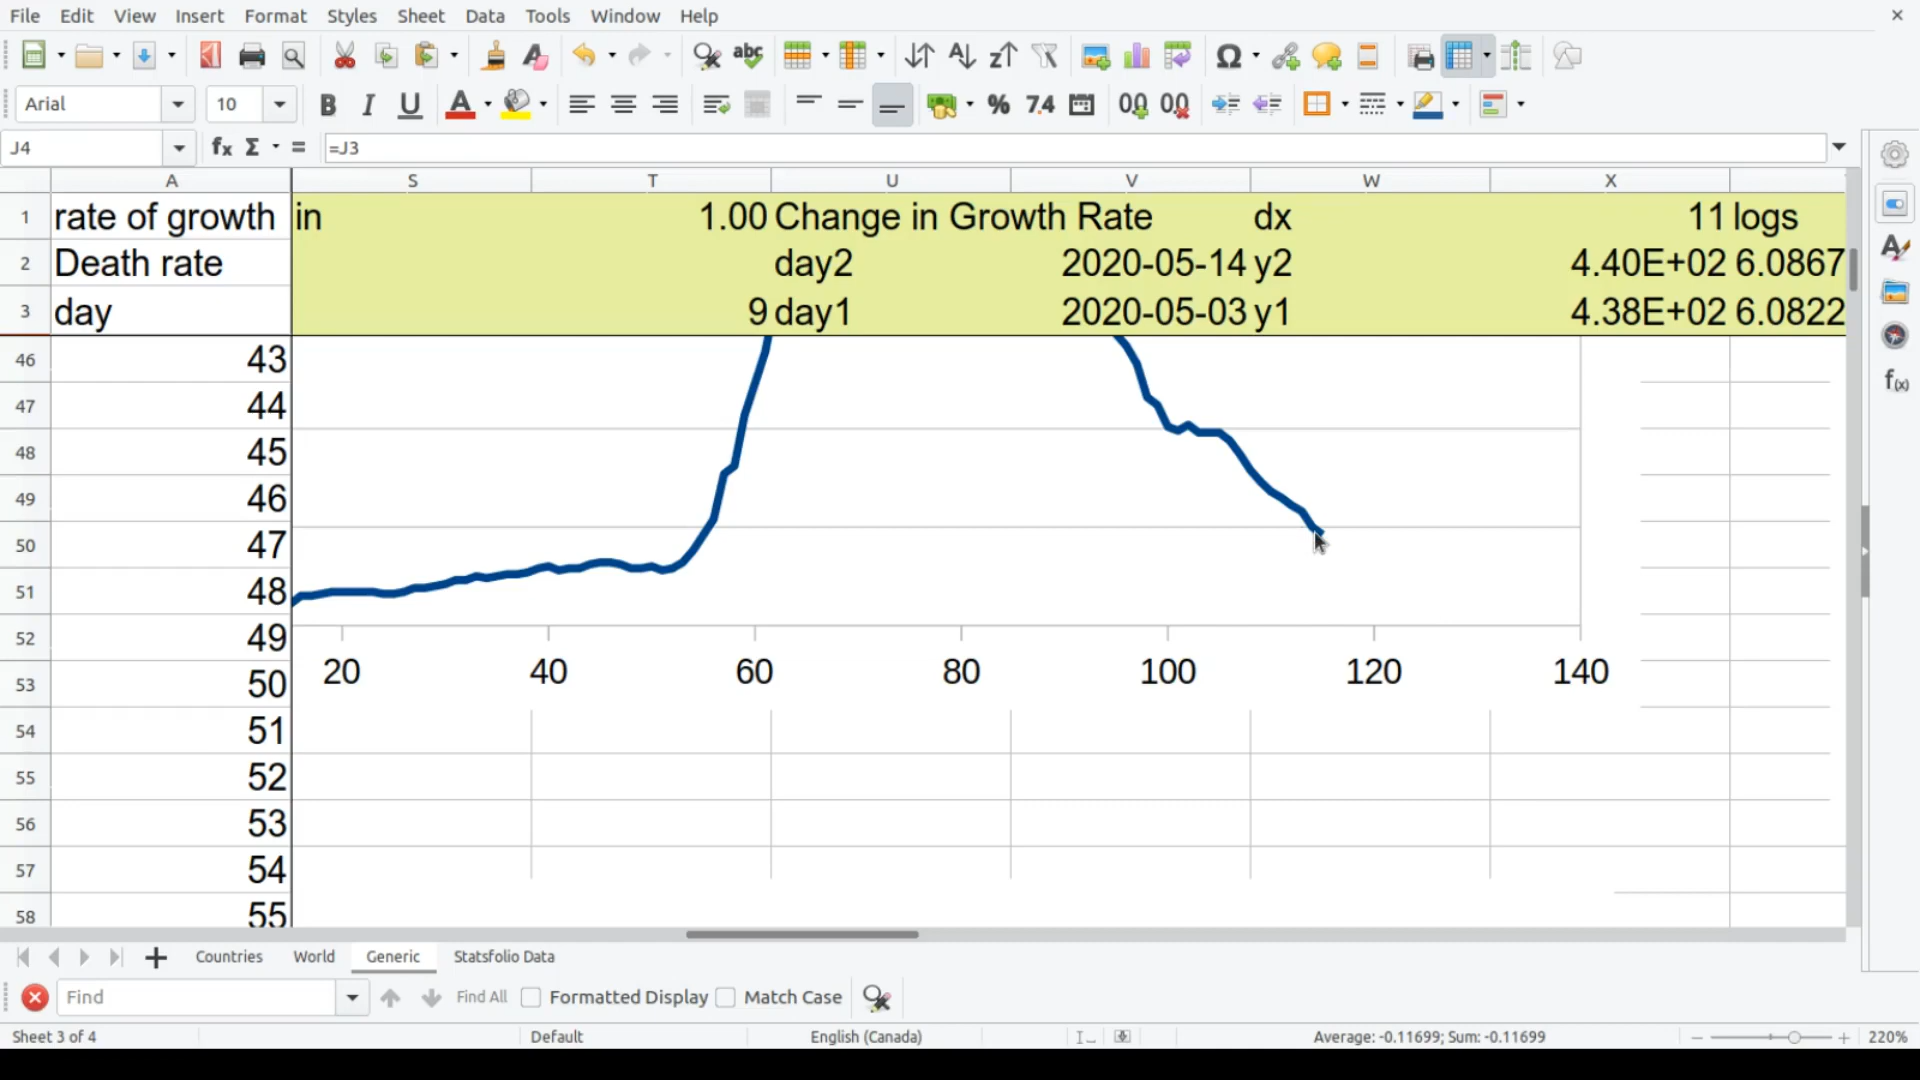 File Edit View Insert Format Styles Sheet Data Tools Window Help
Arial 10
J4 =J3
A S T U V W X
1 rate of growth in 1.00 Change in Growth Rate dx 11 logs
2 Death rate day2 2020-05-14 y2 4.40E+02 6.0867
3 day 9 day1 2020-05-03 y1 4.38E+02 6.0822
46 43
47 44
48 45
49 46
50 47
51 48
52 49
53 50
20 40 60 80 100 120 140
54 51
55 52
56 53
57 54
58 55
Countries World Generic Statsfolio Data
Find Find All Formatted Display Match Case
Sheet 3 of 4 Default English (Canada) Average: -0.11699; Sum: -0.11699 220%